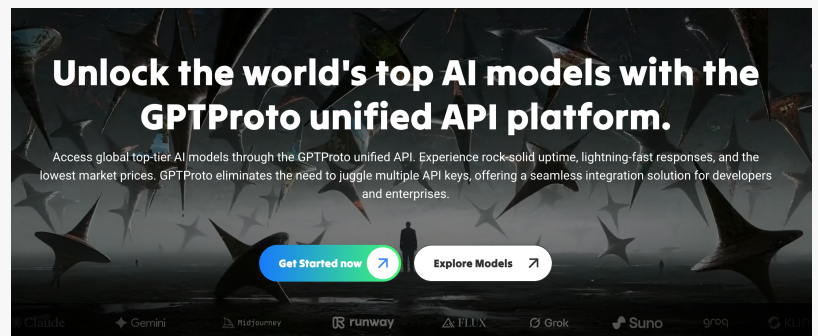 Unlock the world's top AI models with the
GPTProto unified API platform.
Access global top-tier AI models through the GPTProto unified API. Experience rock-solid uptime, lightning-fast responses, and the
lowest market prices. GPTProto eliminates the need to juggle multiple API keys, offering a seamless integration solution for developers
and enterprises.
Get Started now
Explore Models
Claude Gemini Midjourney runway FLUX Grok Suno groq